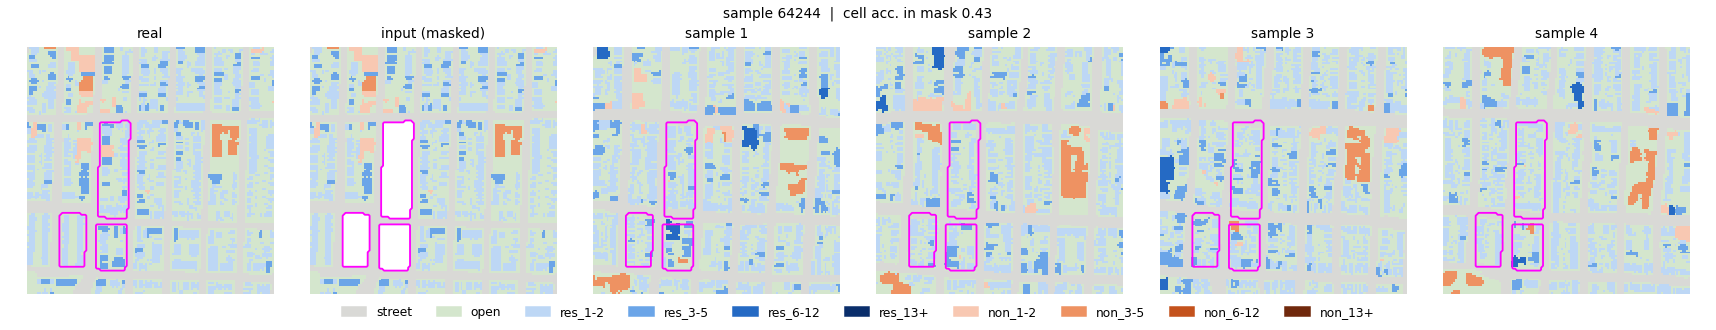 sample 64244 | cell acc. in mask 0.43
real
input (masked)
sample 1
sample 2
sample 3
sample 4
street
open
res_1-2
res_3-5
res_6-12
res_13+
non_1-2
non_3-5
non_6-12
non_13+